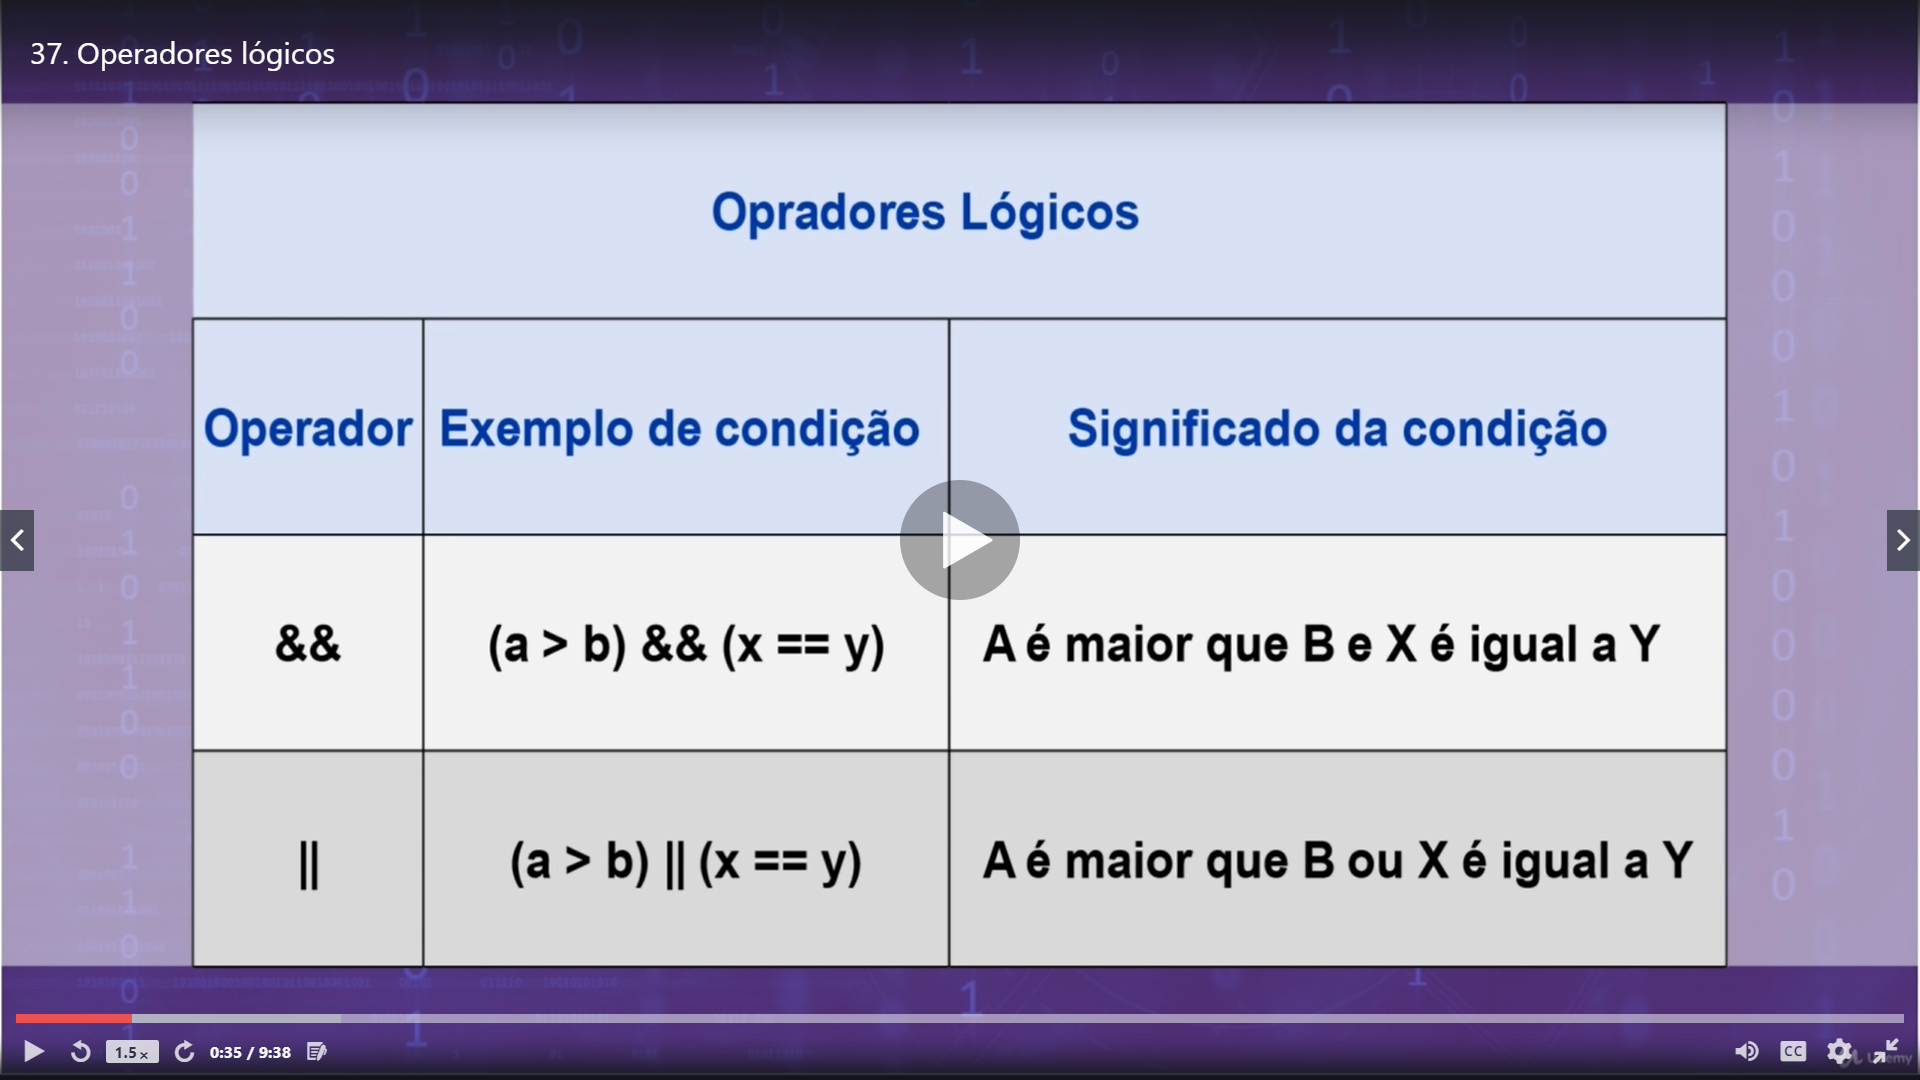 37. Operadores lógicos
Opradores Lógicos
Operador Exemplo de condição Significado da condição
&& (a > b) && (x == y) A é maior que B e X é igual a Y
|| (a > b) || (x == y) A é maior que B ou X é igual a Y
1.5x 0:35 / 9:38 CC